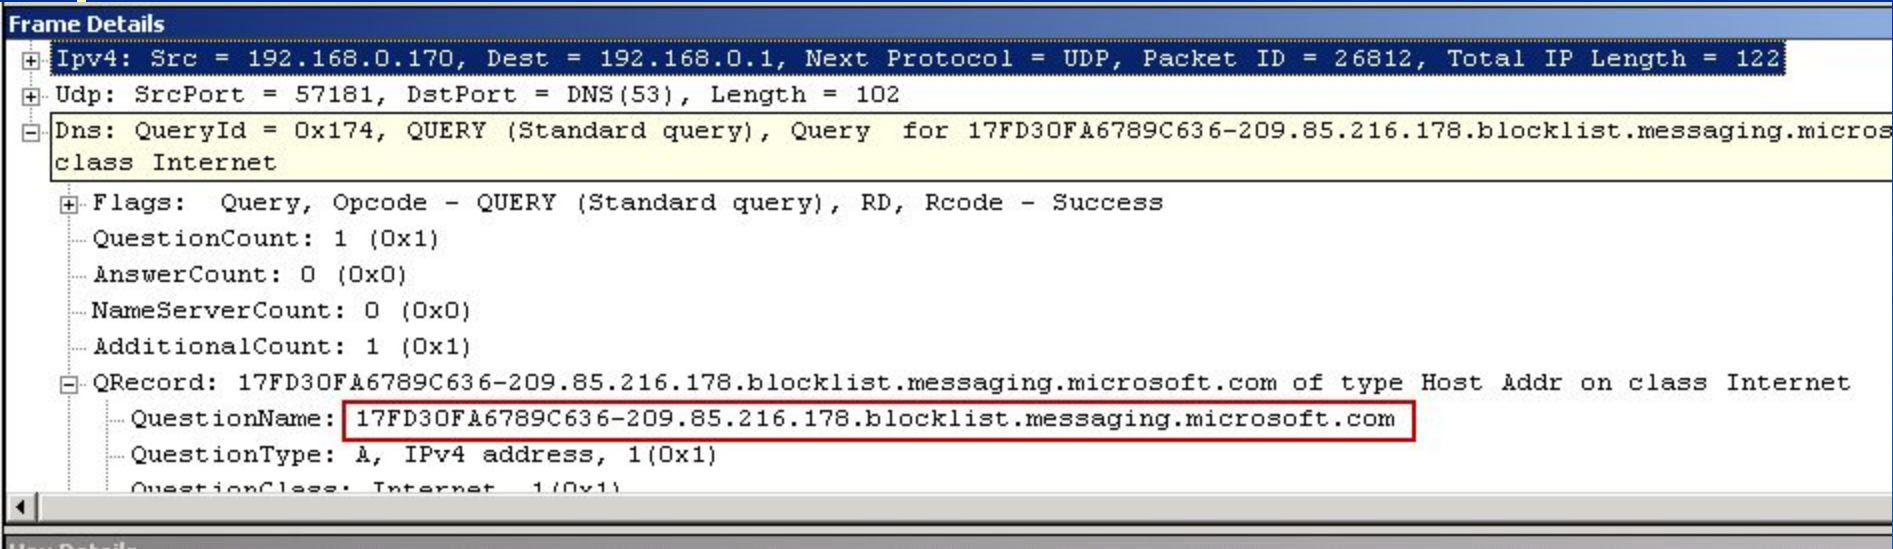 Frame Details
Ipv4: Src = 192.168.0.170, Dest = 192.168.0.1, Next Protocol = UDP, Packet ID = 26812, Total IP Length = 122
Udp: SrcPort = 57181, DstPort = DNS(53), Length = 102
Dns: QueryId = 0x174, QUERY (Standard query), Query  for 17FD30FA6789C636-209.85.216.178.blocklist.messaging.micros
class Internet
Flags:  Query, Opcode - QUERY (Standard query), RD, Rcode - Success
QuestionCount: 1 (0x1)
AnswerCount: 0 (0x0)
NameServerCount: 0 (0x0)
AdditionalCount: 1 (0x1)
QRecord: 17FD30FA6789C636-209.85.216.178.blocklist.messaging.microsoft.com of type Host Addr on class Internet
QuestionName: 17FD30FA6789C636-209.85.216.178.blocklist.messaging.microsoft.com
QuestionType: A, IPv4 address, 1(0x1)
QuestionClass: Internet, 1(0x1)